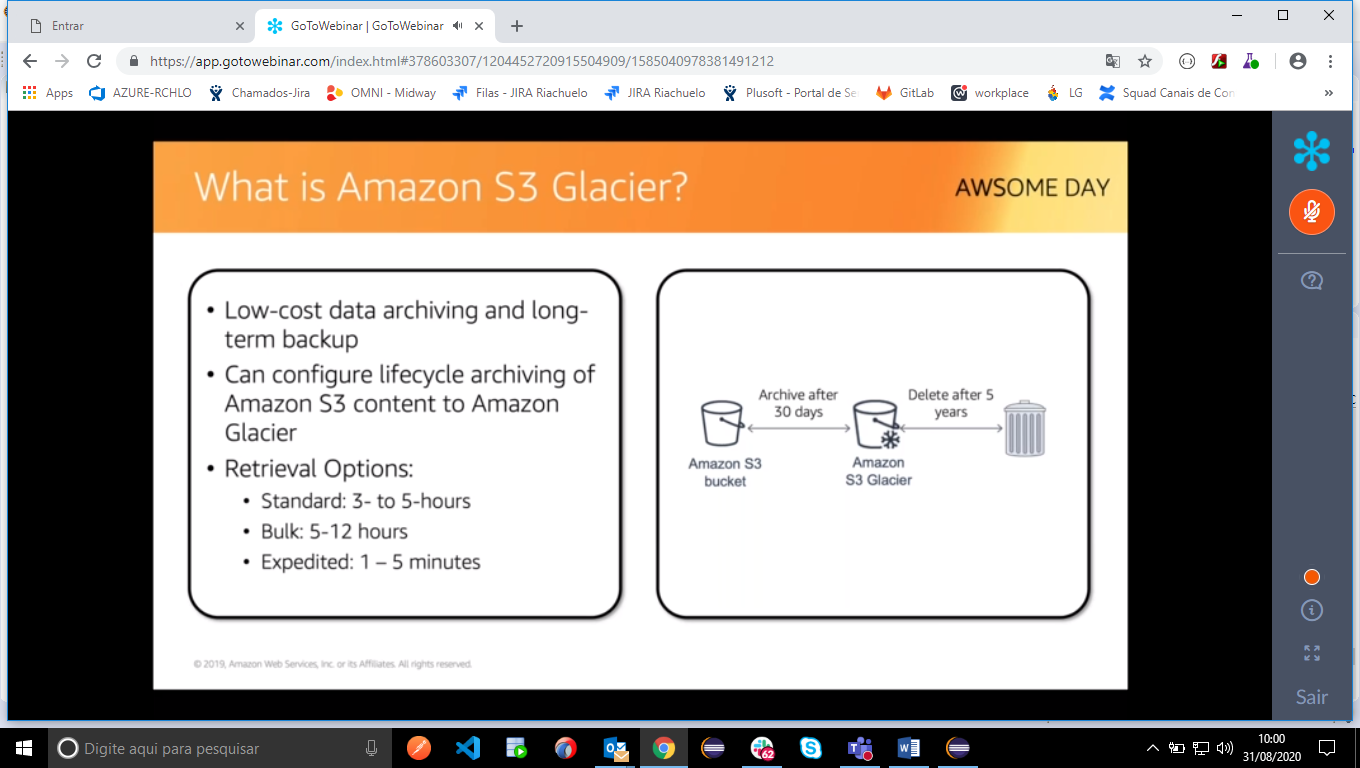 Entrar
GoToWebinar | GoToWebinar
https://app.gotowebinar.com/index.html#378603307/1204452720915504909/1585040978381491212
Apps
AZURE-RCHLO
Chamados-Jira
OMNI - Midway
Filas - JIRA Riachuelo
JIRA Riachuelo
Plusoft - Portal de Se
GitLab
workplace
LG
Squad Canais de Con
»
What is Amazon S3 Glacier?
AWSOME DAY
• Low-cost data archiving and long-
term backup
• Can configure lifecycle archiving of
Amazon S3 content to Amazon
Glacier
• Retrieval Options:
• Standard: 3- to 5-hours
• Bulk: 5-12 hours
• Expedited: 1 – 5 minutes
Archive after
30 days
Delete after 5
years
Amazon S3
bucket
Amazon
S3 Glacier
© 2019, Amazon Web Services, Inc. or its Affiliates. All rights reserved.
Sair
Digite aqui para pesquisar
62
10:00
31/08/2020